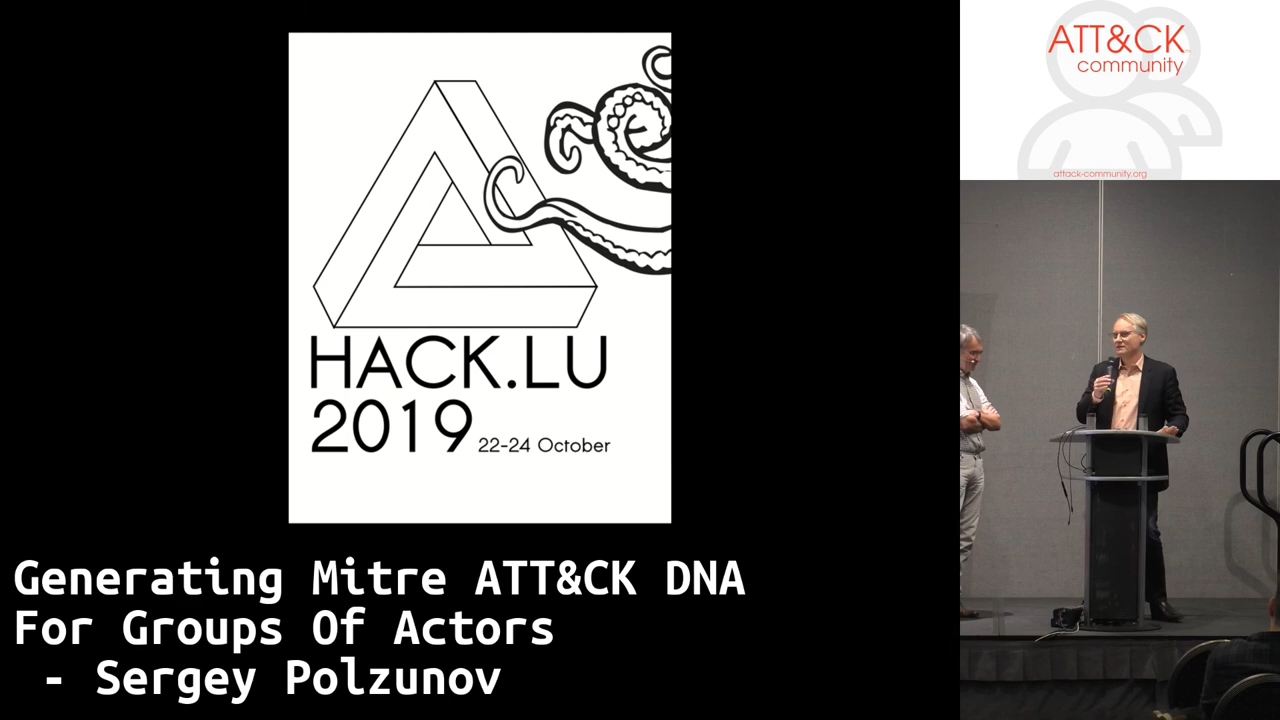 HACK.LU
2019 22-24 October
Generating Mitre ATT&CK DNA
For Groups Of Actors
- Sergey Polzunov
ATT&CK
community
attack-community.org